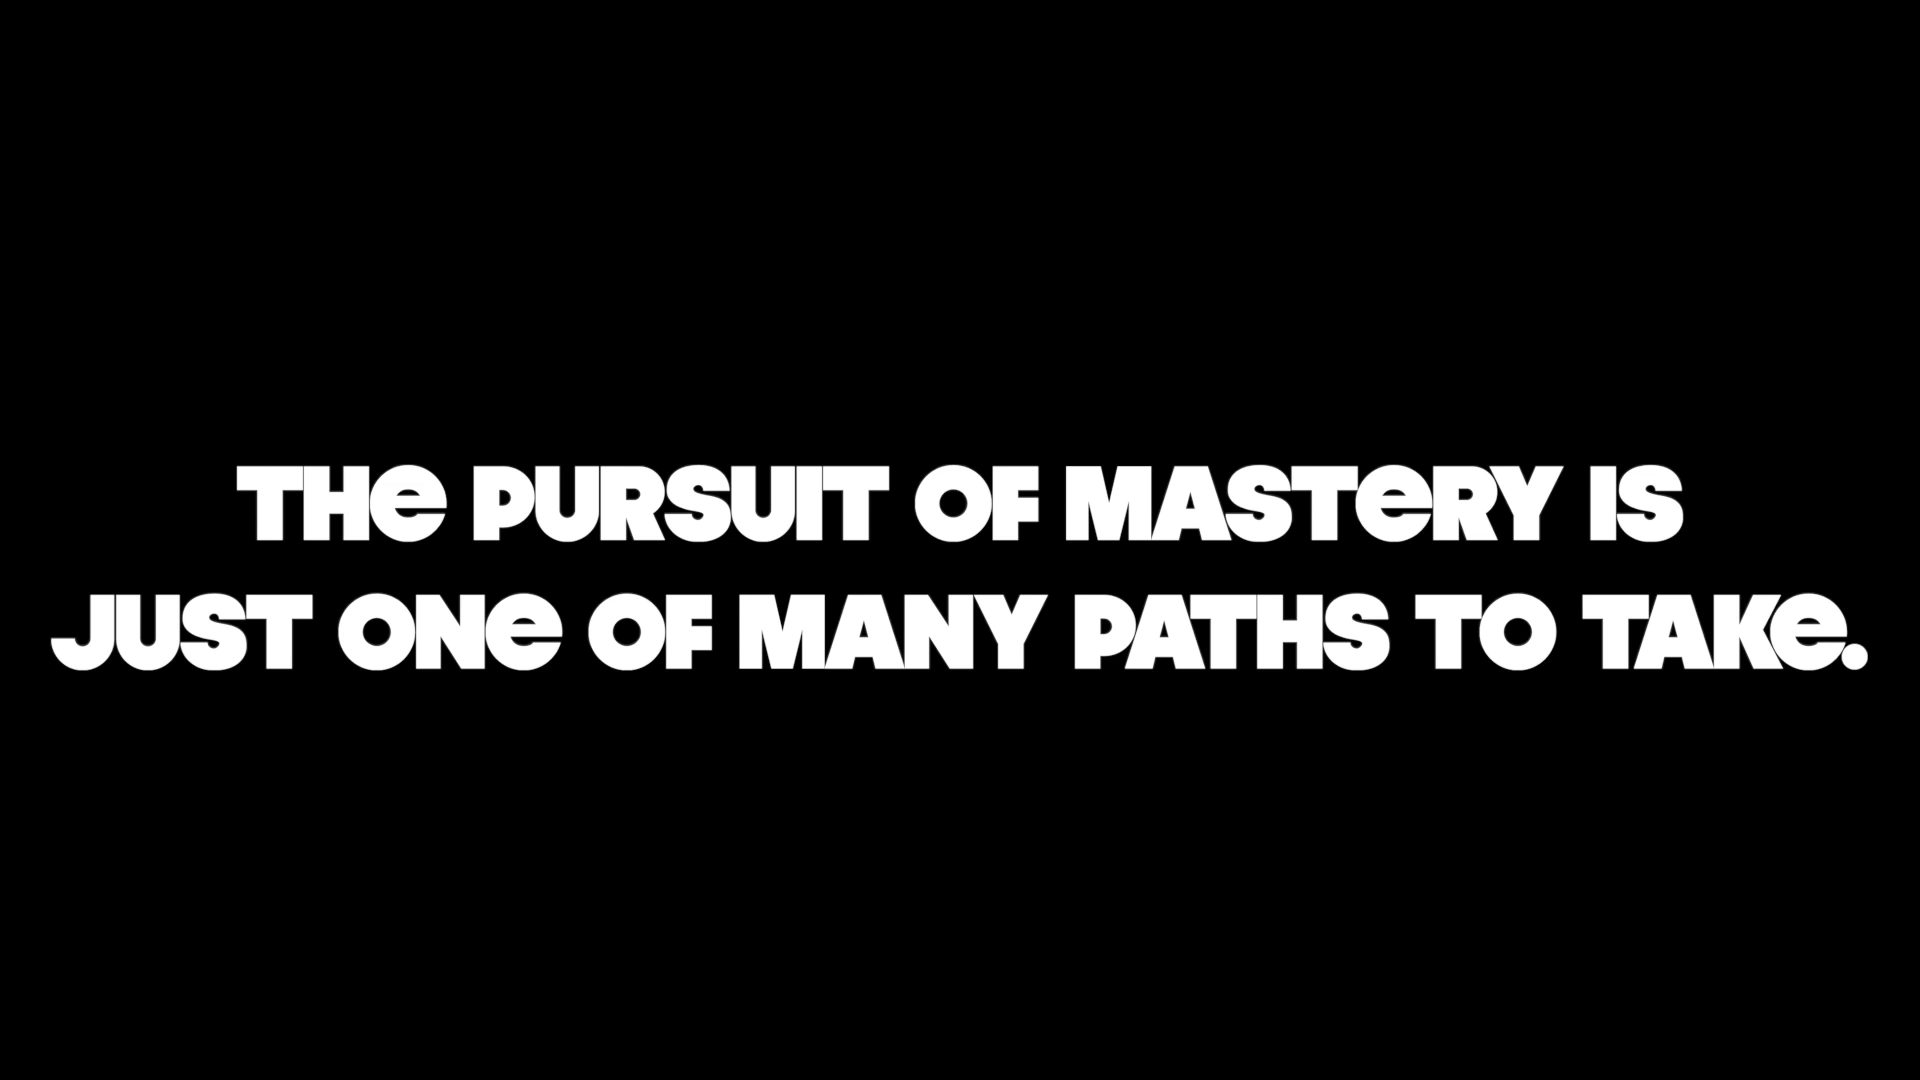 THe PURSUIT OF MASTeRY IS
JUST ONe OF MANY PATHS TO TAKe.